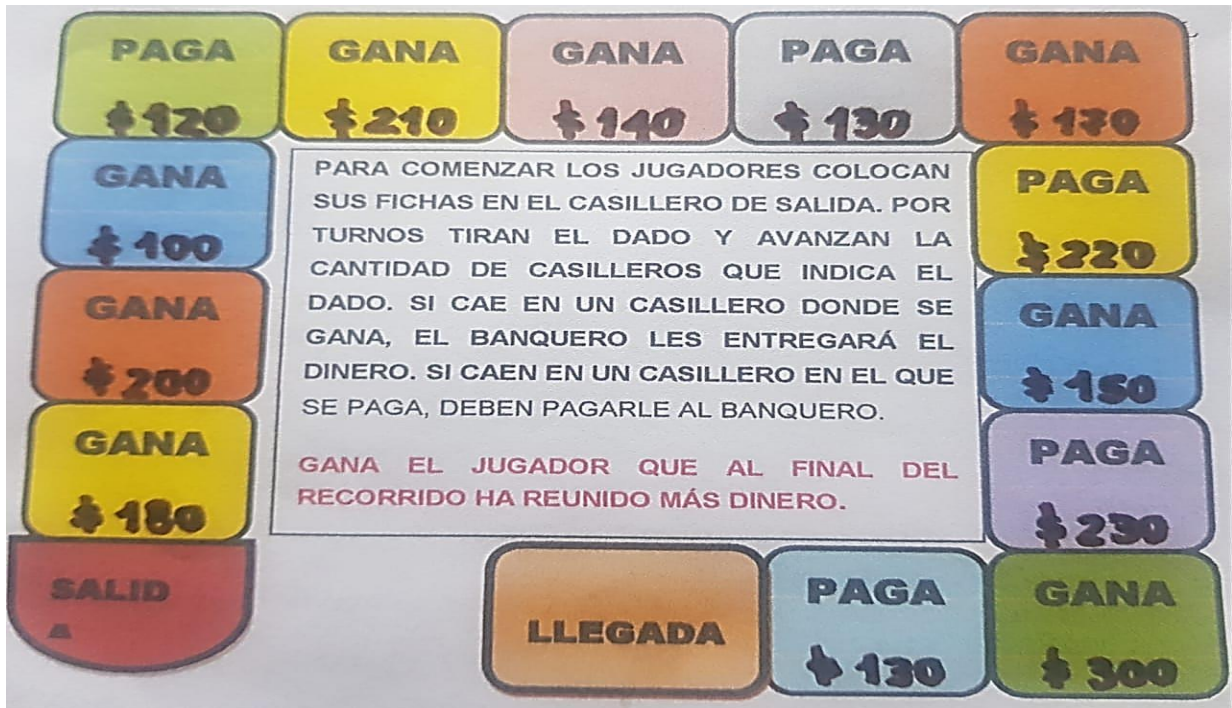 PAGA
$ 120
GANA
$ 210
GANA
$ 140
PAGA
$ 130
GANA
$ 170
GANA
$ 100
PAGA
$ 220
GANA
$ 200
GANA
$ 150
GANA
$ 180
PAGA
$ 230
PARA COMENZAR LOS JUGADORES COLOCAN
SUS FICHAS EN EL CASILLERO DE SALIDA. POR
TURNOS TIRAN EL DADO Y AVANZAN LA
CANTIDAD DE CASILLEROS QUE INDICA EL
DADO. SI CAE EN UN CASILLERO DONDE SE
GANA, EL BANQUERO LES ENTREGARÁ EL
DINERO. SI CAEN EN UN CASILLERO EN EL QUE
SE PAGA, DEBEN PAGARLE AL BANQUERO.
GANA EL JUGADOR QUE AL FINAL DEL
RECORRIDO HA REUNIDO MÁS DINERO.
SALID
A
LLEGADA
PAGA
$ 130
GANA
$ 300